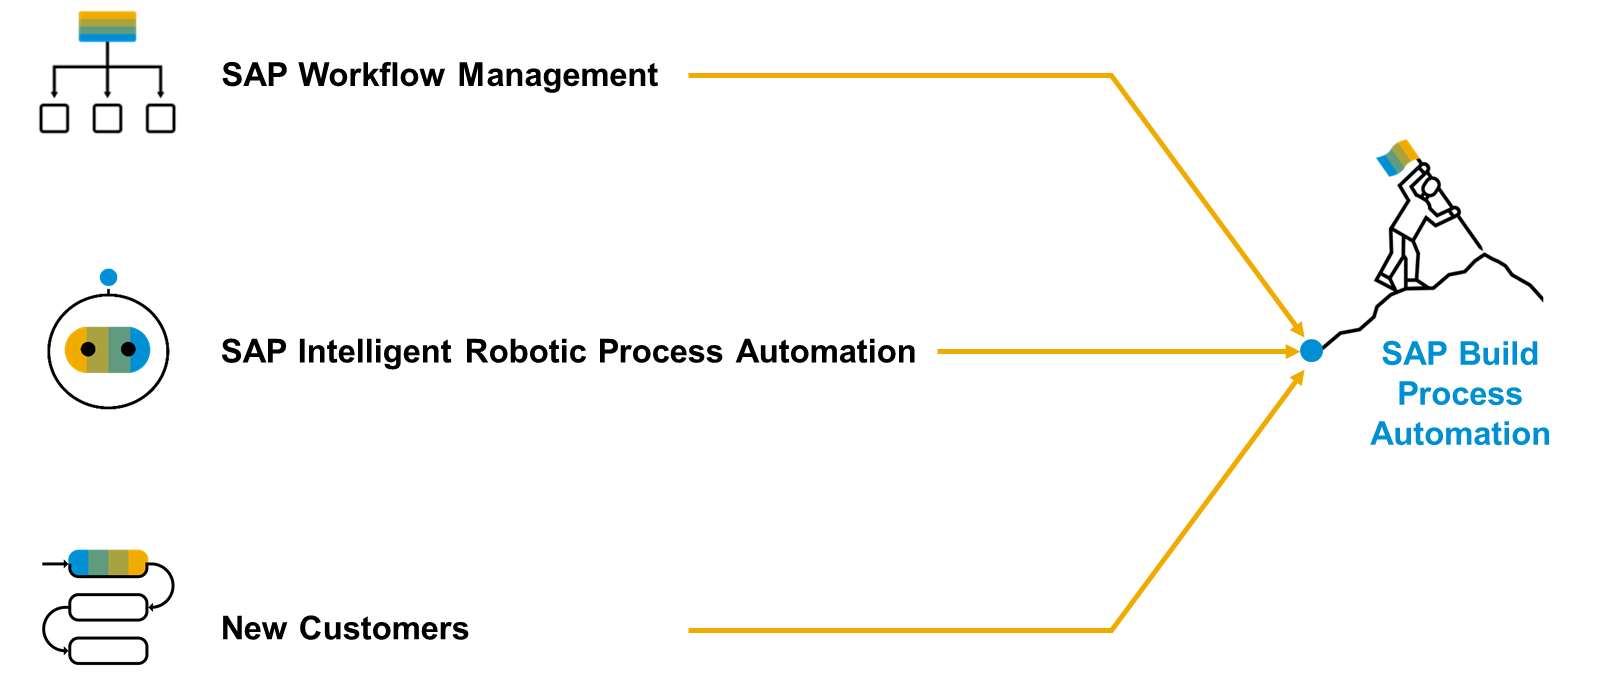 SAP Workflow Management
SAP Intelligent Robotic Process Automation
New Customers
SAP Build
Process
Automation